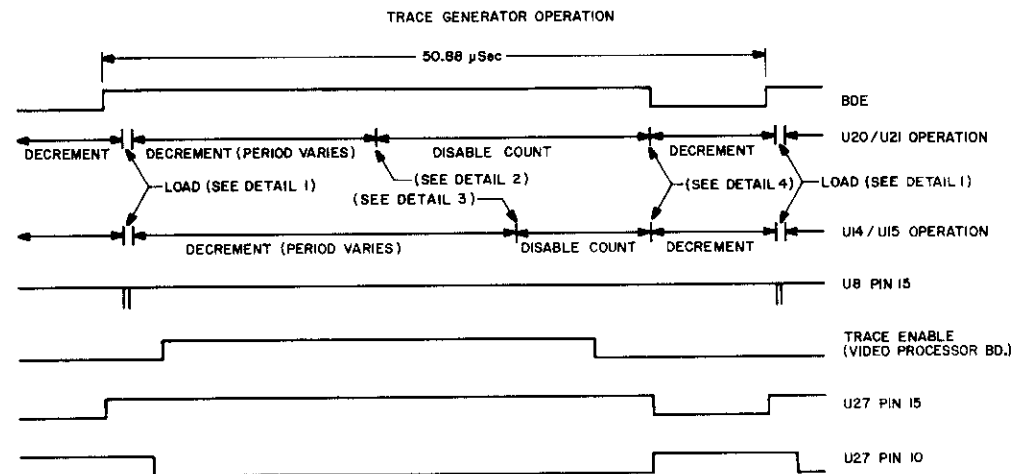 TRACE GENERATOR OPERATION
50.88 µSec
BDE
U20/U21 OPERATION
DECREMENT
DECREMENT (PERIOD VARIES)
DISABLE COUNT
DECREMENT
LOAD (SEE DETAIL 1)
(SEE DETAIL 2)
(SEE DETAIL 4)
LOAD (SEE DETAIL 1)
(SEE DETAIL 3)
U14/U15 OPERATION
DECREMENT (PERIOD VARIES)
DISABLE COUNT
DECREMENT
U8 PIN 15
TRACE ENABLE
(VIDEO PROCESSOR BD.)
U27 PIN 15
U27 PIN 10